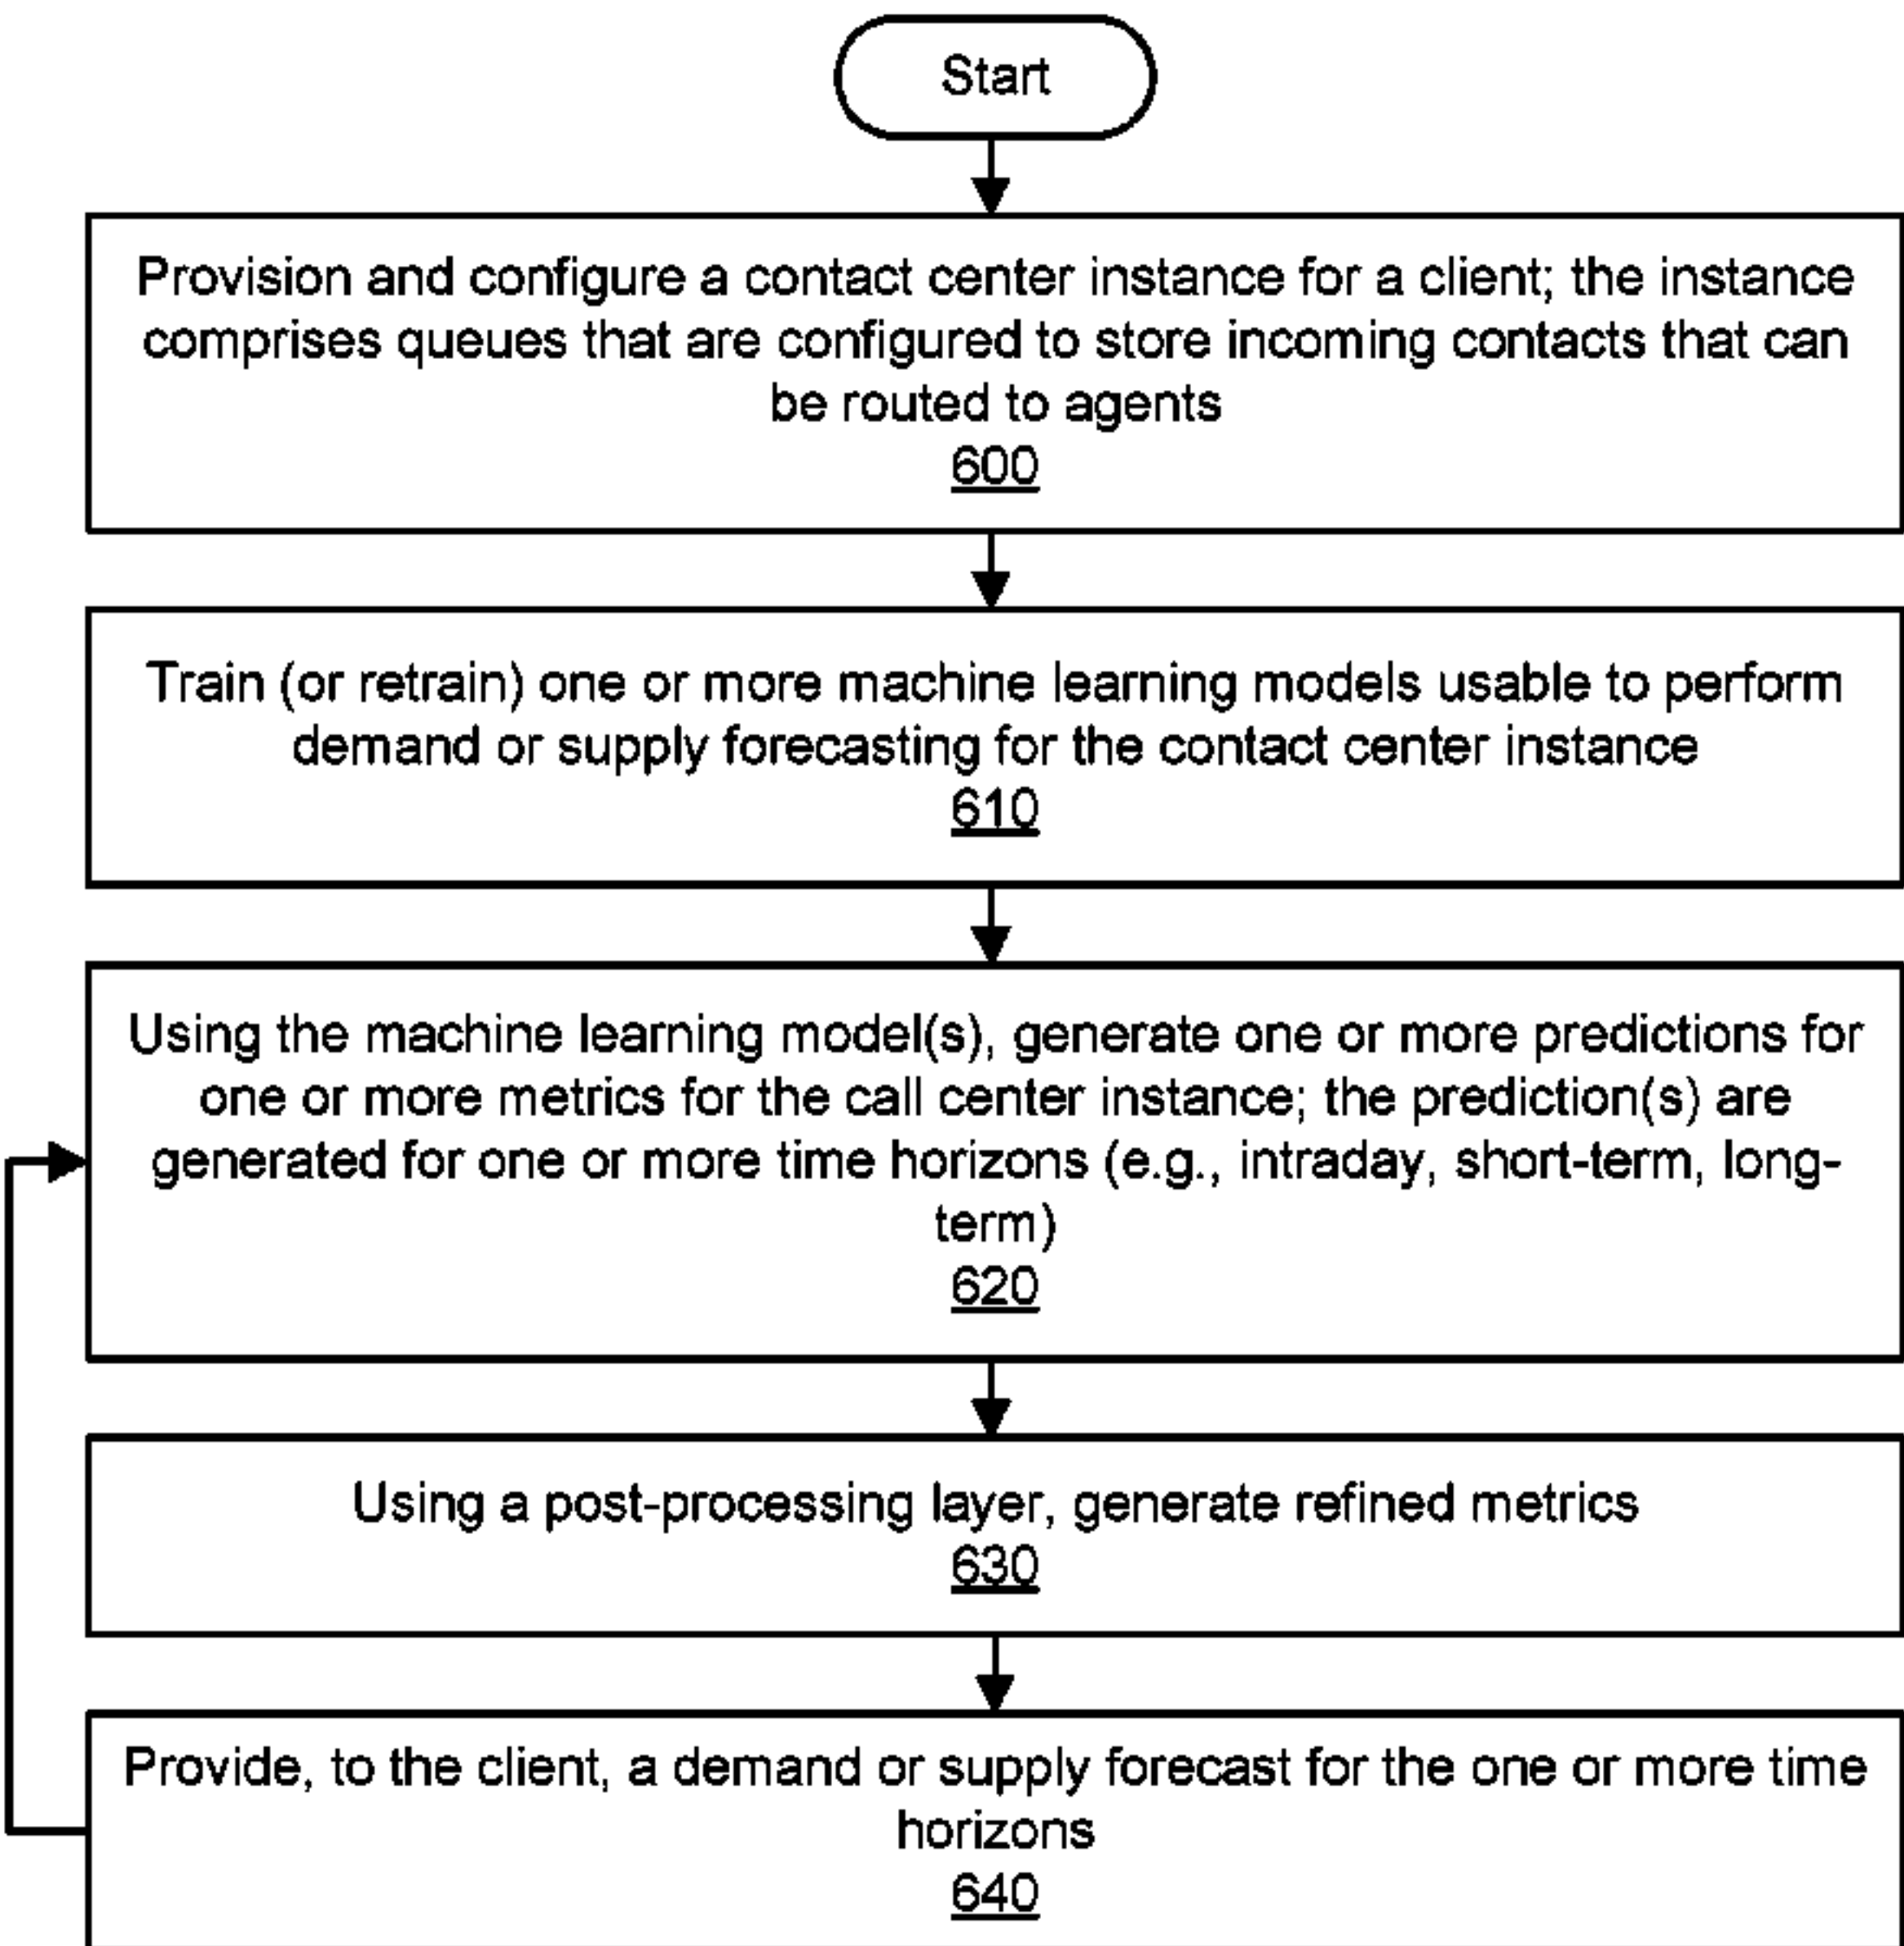 Start
Provision and configure a contact center instance for a client; the instance
comprises queues that are configured to store incoming contacts that can
be routed to agents
600
Train (or retrain) one or more machine learning models usable to perform
demand or supply forecasting for the contact center instance
610
Using the machine learning model(s), generate one or more predictions for
one or more metrics for the call center instance; the prediction(s) are
generated for one or more time horizons (e.g., intraday, short-term, long-
term)
620
Using a post-processing layer, generate refined metrics
630
Provide, to the client, a demand or supply forecast for the one or more time
horizons
640